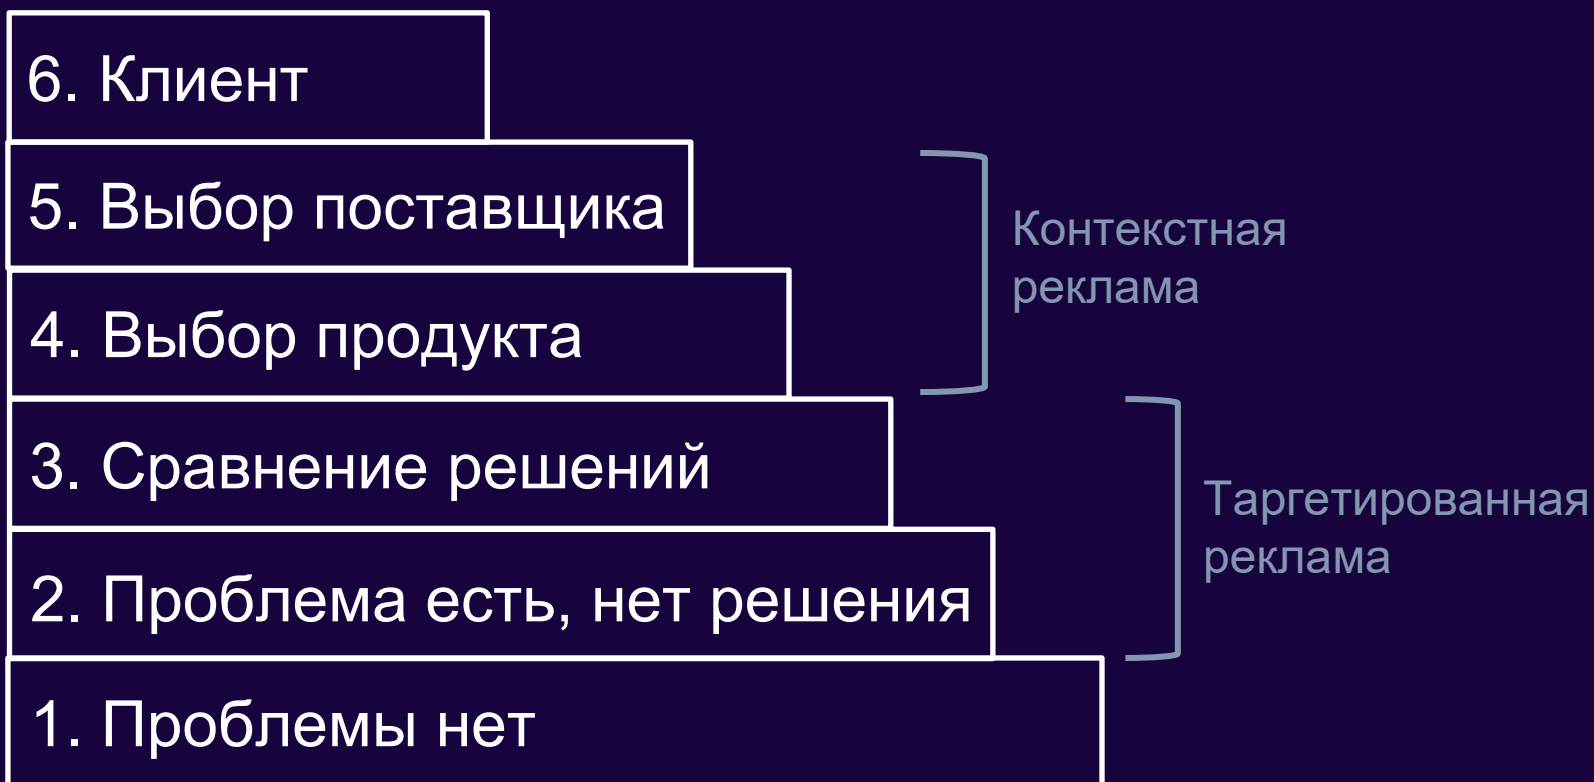 6. Клиент
5. Выбор поставщика
4. Выбор продукта
Контекстная
реклама
3. Сравнение решений
2. Проблема есть, нет решения
1. Проблемы нет
Таргетированная
реклама